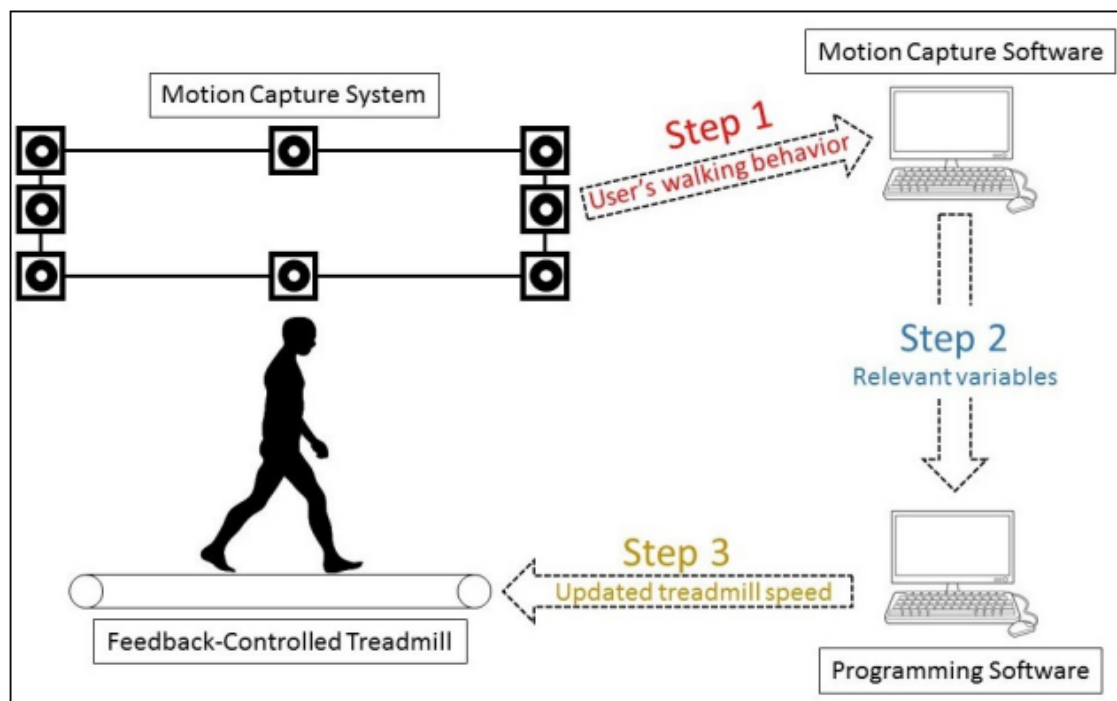 Motion Capture System
Motion Capture Software
Step 1
User's walking behavior
Step 2
Relevant variables
Step 3
Updated treadmill speed
Feedback-Controlled Treadmill
Programming Software